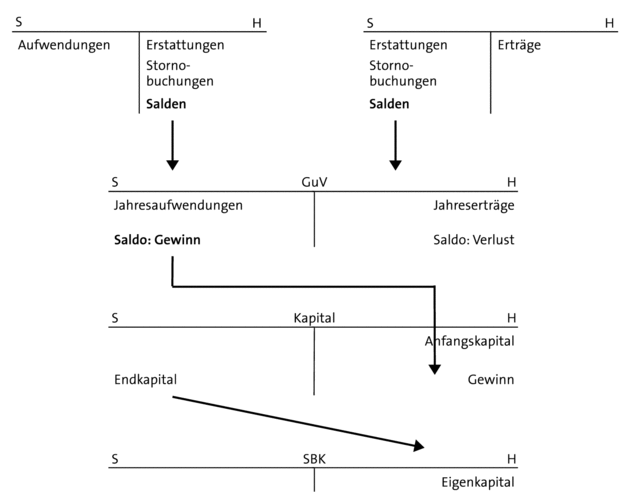 S H
Aufwendungen
Erstattungen
Storno-
buchungen
Salden
S H
Erstattungen
Storno-
buchungen
Salden
Erträge
S GuV H
Jahresaufwendungen Jahreserträge
Saldo: Gewinn Saldo: Verlust
S Kapital H
Anfangskapital
Endkapital Gewinn
S SBK H
Eigenkapital